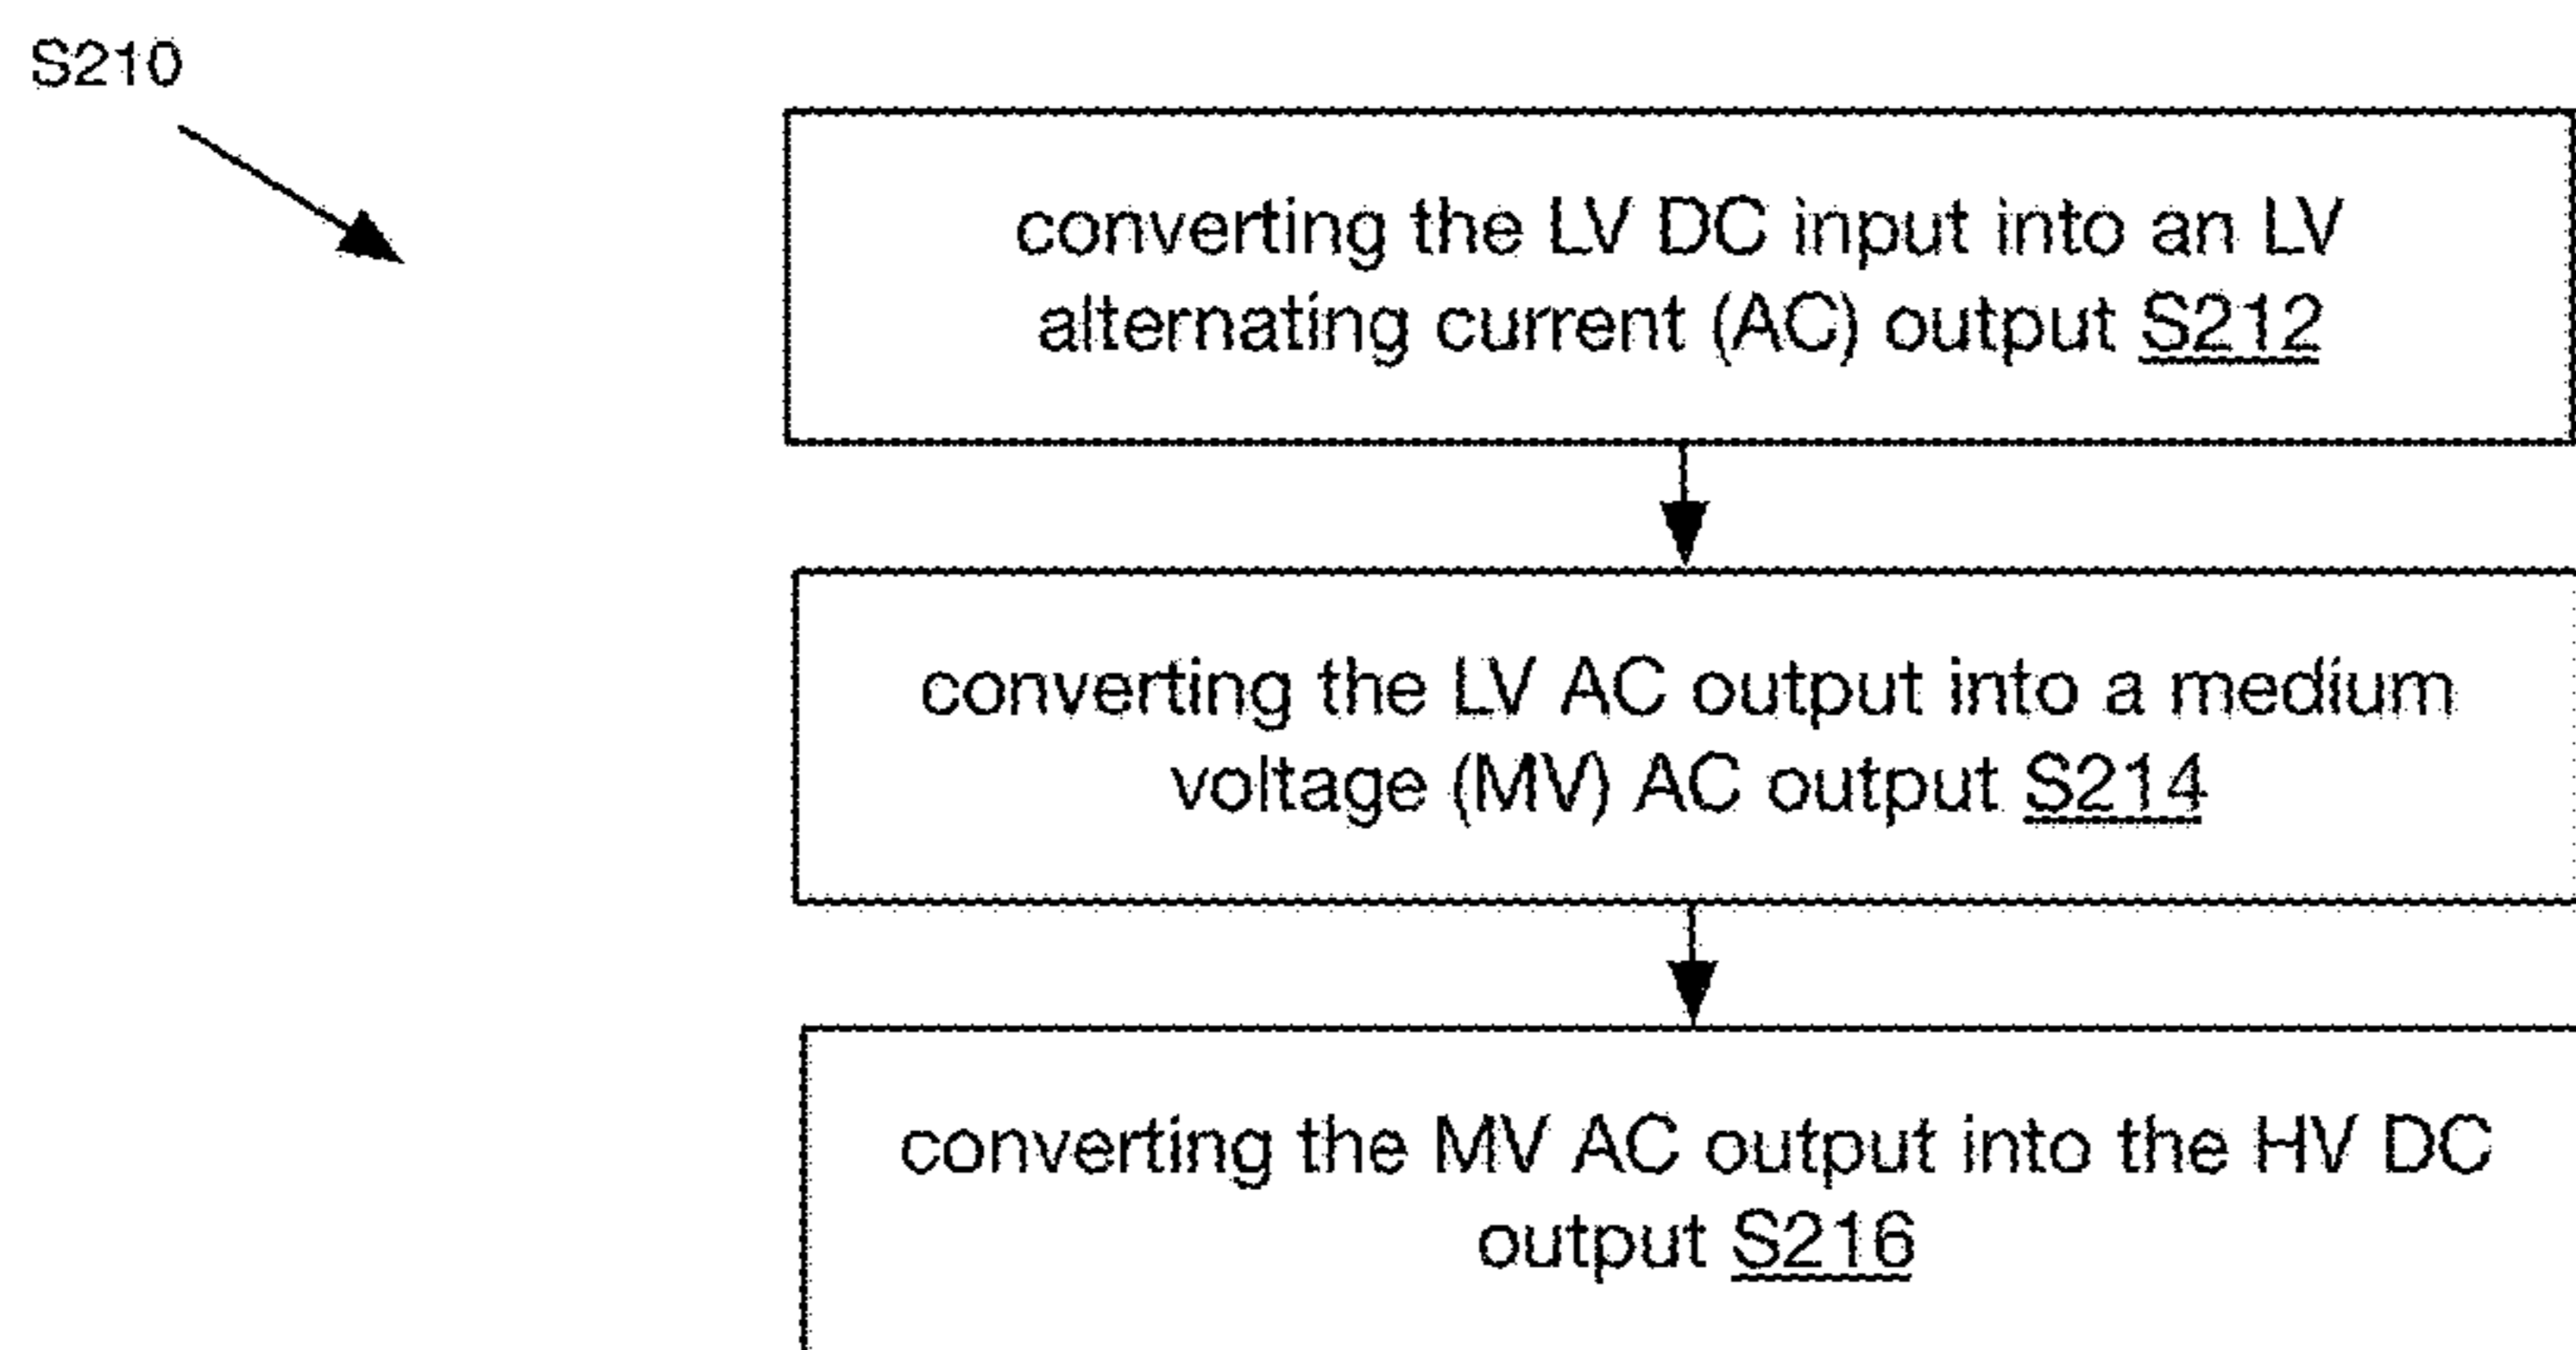 S210
converting the LV DC input into an LV
alternating current (AC) output S212
converting the LV AC output into a medium
voltage (MV) AC output S214
converting the MV AC output into the HV DC
output S216